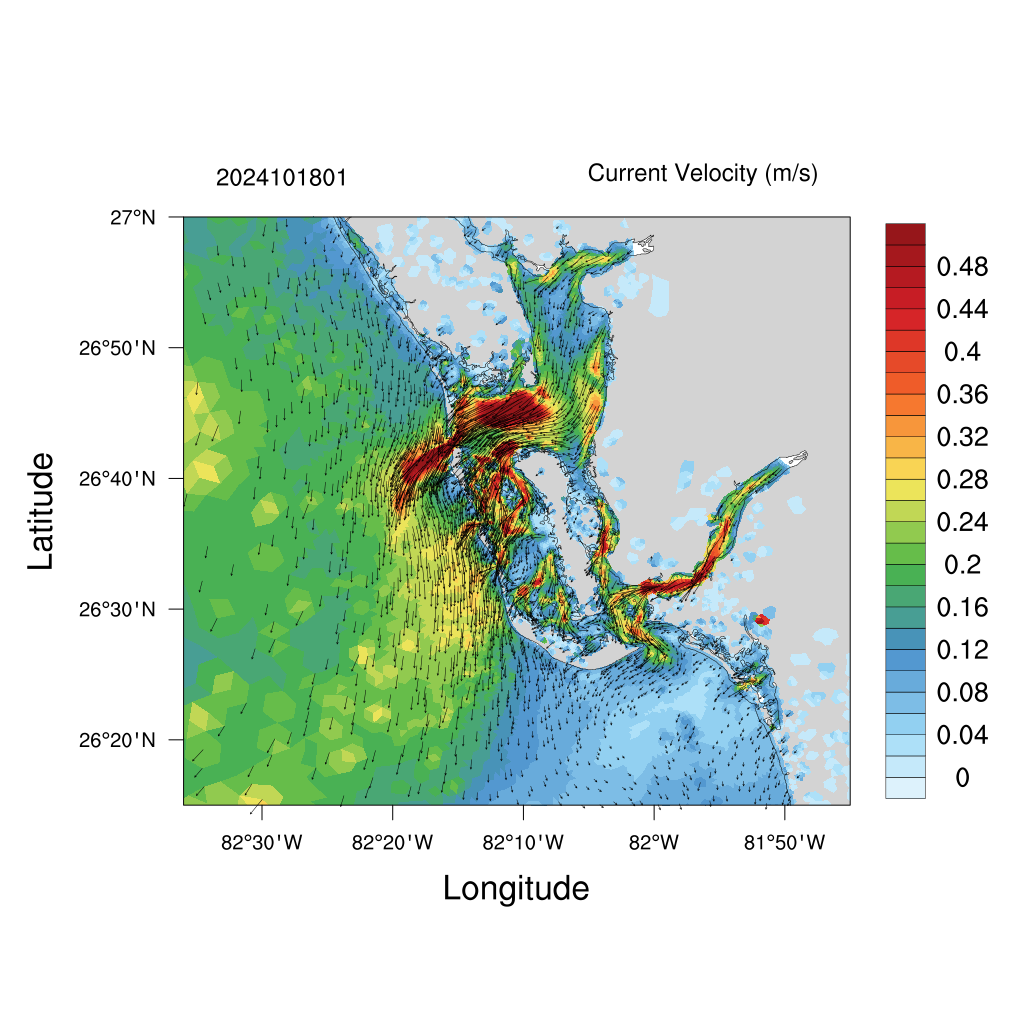 2024101801
Current Velocity (m/s)
27°N
26°50'N
26°40'N
26°30'N
26°20'N
Latitude
82°30'W
82°20'W
82°10'W
82°W
81°50'W
Longitude
0.48
0.44
0.4
0.36
0.32
0.28
0.24
0.2
0.16
0.12
0.08
0.04
0